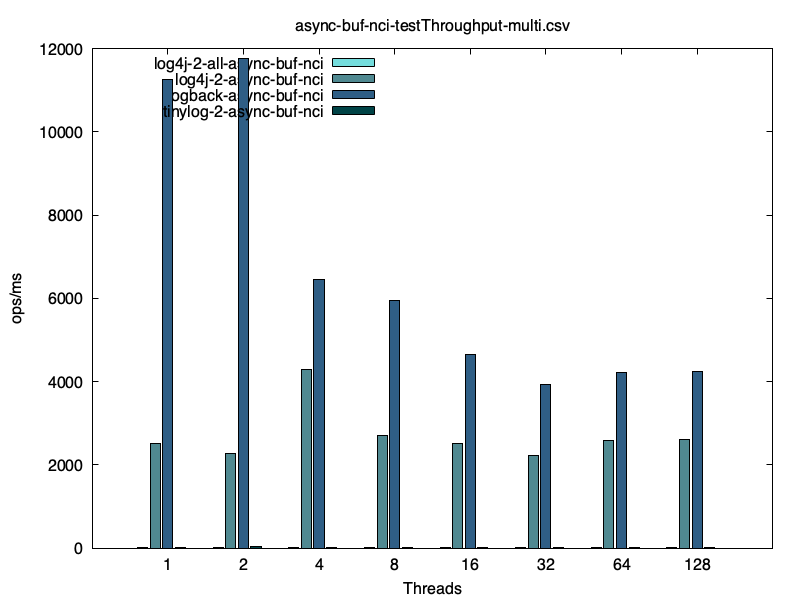 async-buf-nci-testThroughput-multi.csv
12000
10000
8000
6000
4000
2000
0
ops/ms
log4j-2-all-async-buf-nci
log4j-2-async-buf-nci
logback-async-buf-nci
tinylog-2-async-buf-nci
1 2 4 8 16 32 64 128
Threads